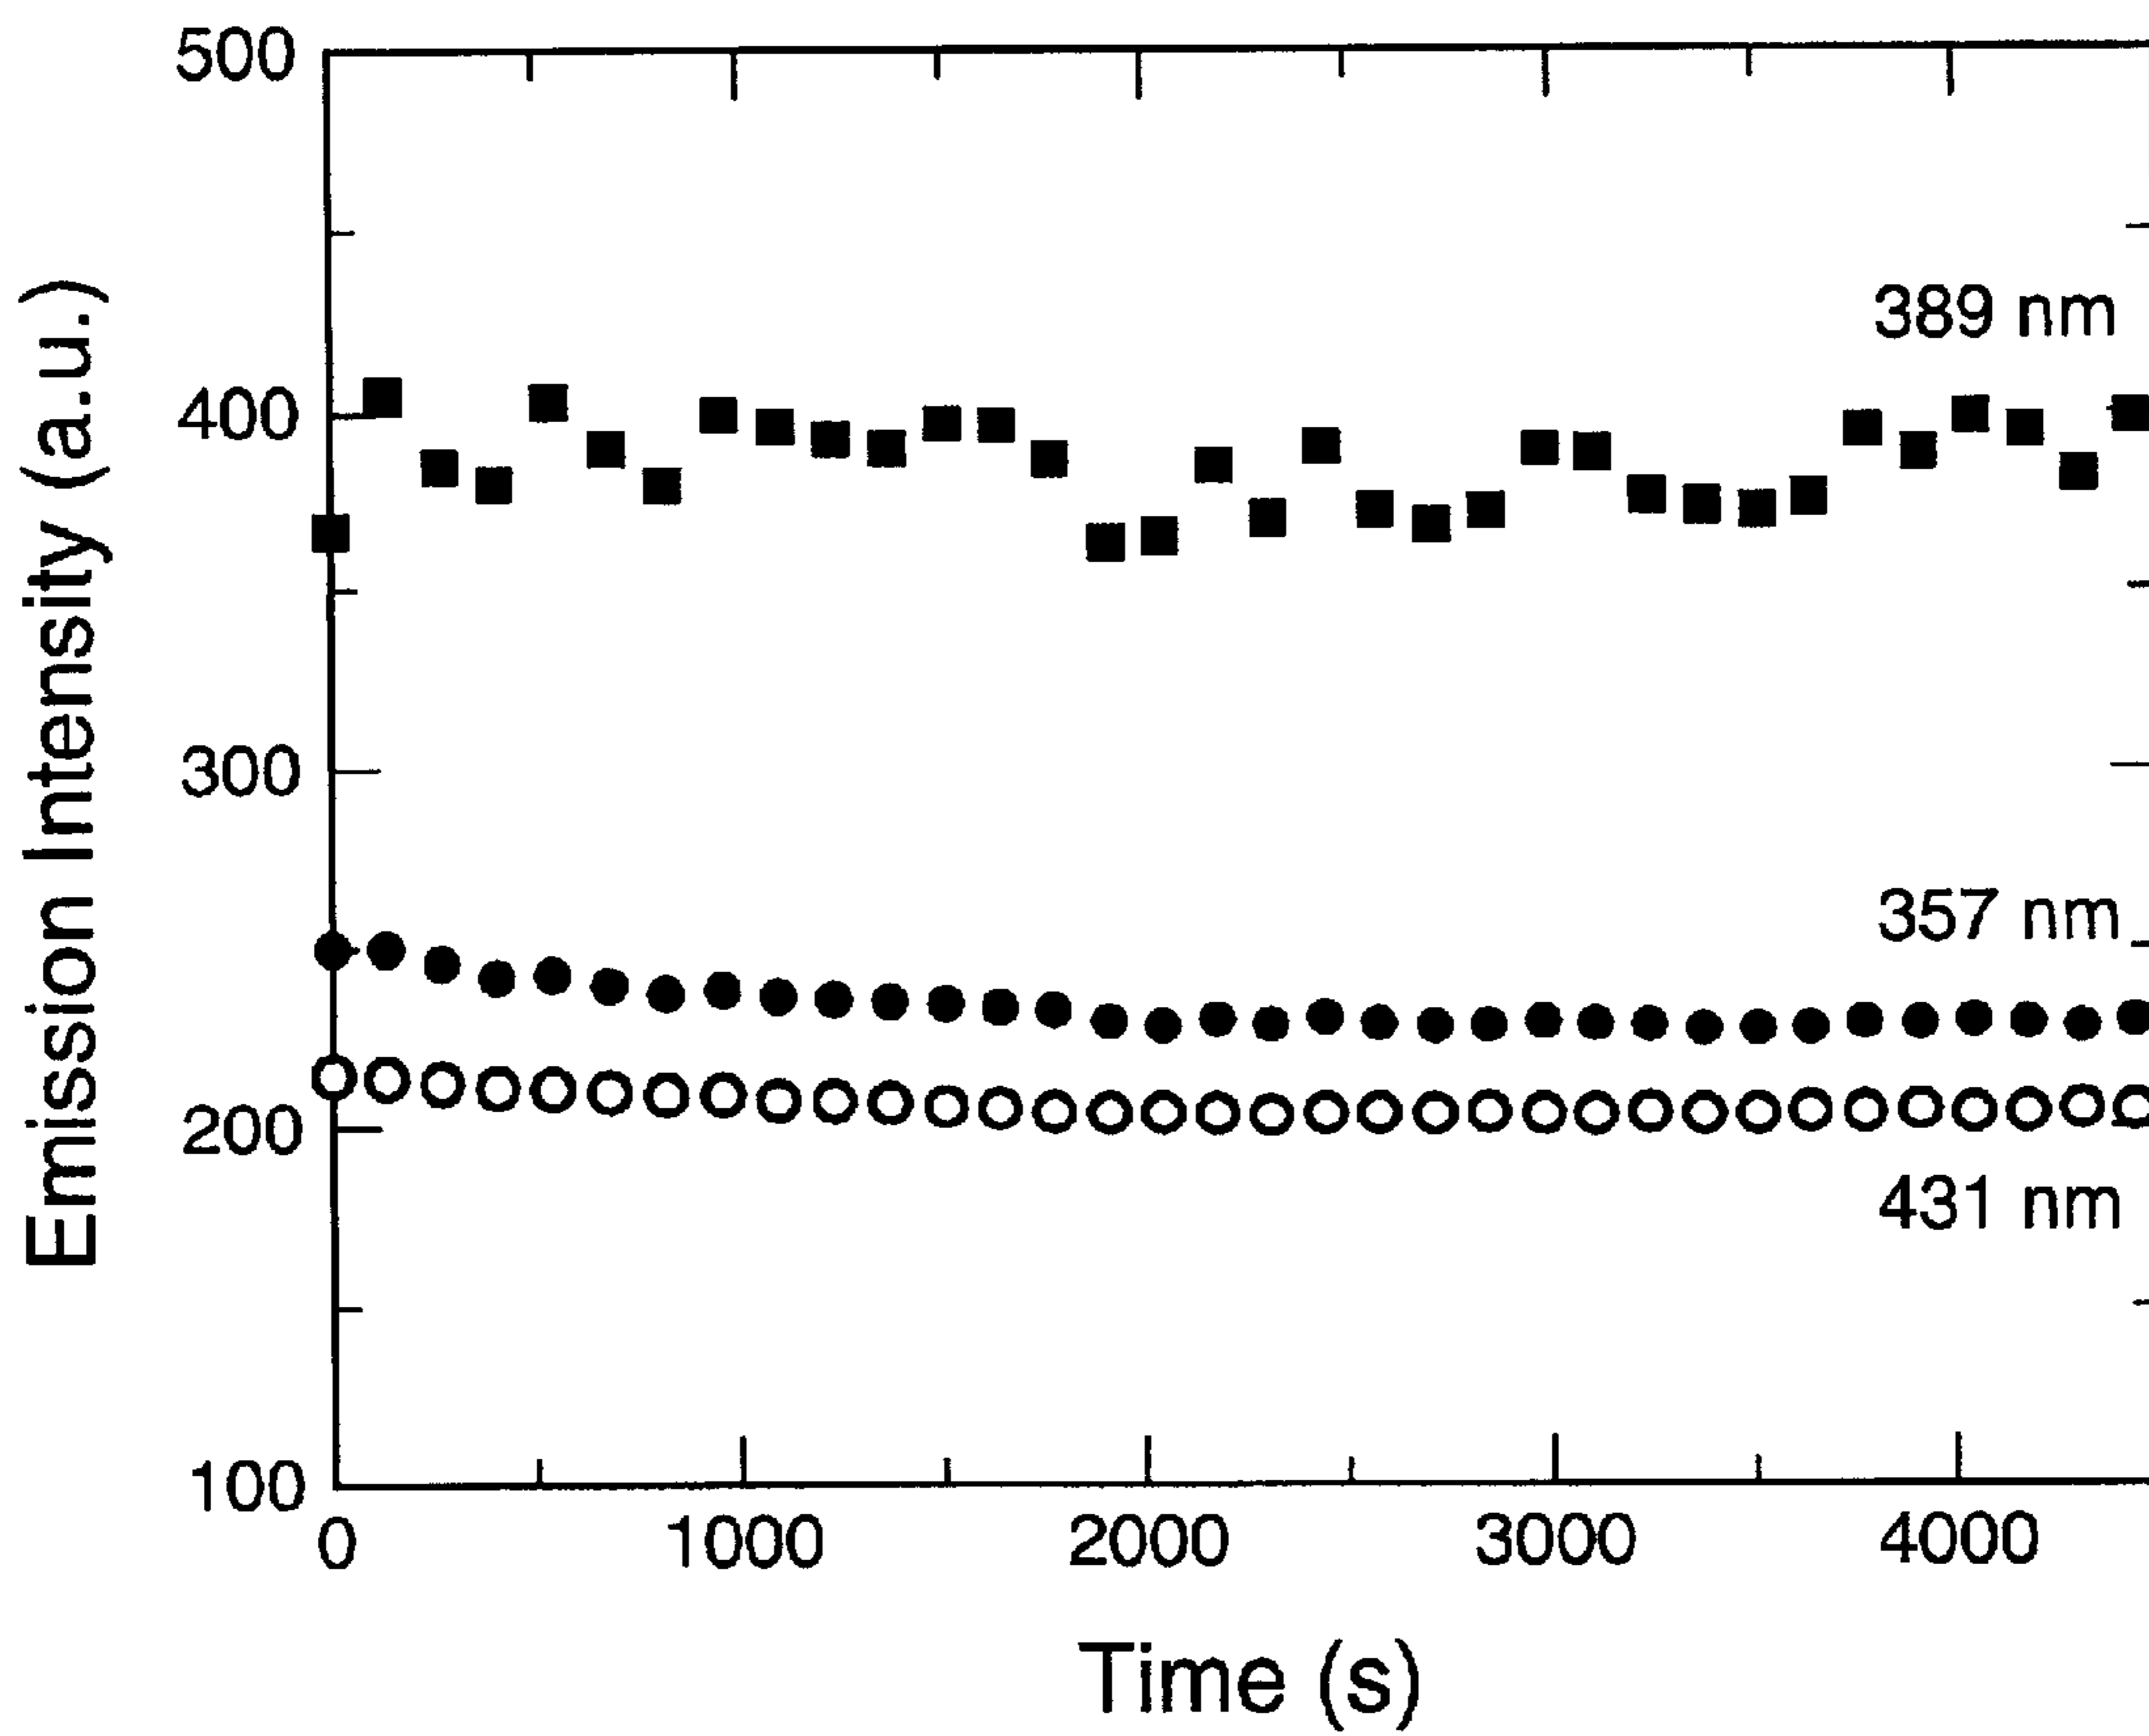 500
389 nm
400
Emission Intensity (a.u.)
300
357 nm
200
431 nm
100
0 1000 2000 3000 4000
Time (s)